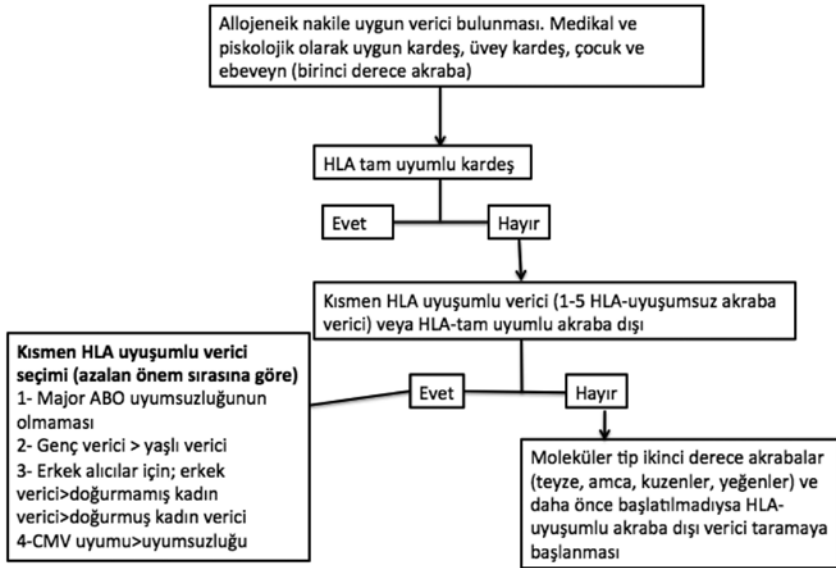 Allojeneik nakile uygun verici bulunması. Medikal ve
piskolojik olarak uygun kardeş, üvey kardeş, çocuk ve
ebeveyn (birinci derece akraba)
HLA tam uyumlu kardeş
Evet
Hayır
Kısmen HLA uyuşumlu verici (1-5 HLA-uyuşumsuz akraba
verici) veya HLA-tam uyumlu akraba dışı
Evet
Hayır
Kısmen HLA uyuşumlu verici
seçimi (azalan önem sırasına göre)
1- Major ABO uyumsuzluğunun
olmaması
2- Genç verici > yaşlı verici
3- Erkek alıcılar için; erkek
verici>doğurmamış kadın
verici>doğurmuş kadın verici
4-CMV uyumu>uyumsuzluğu
Moleküler tip ikinci derece akrabalar
(teyze, amca, kuzenler, yeğenler) ve
daha önce başlatılmadıysa HLA-
uyuşumlu akraba dışı verici taramaya
başlanması